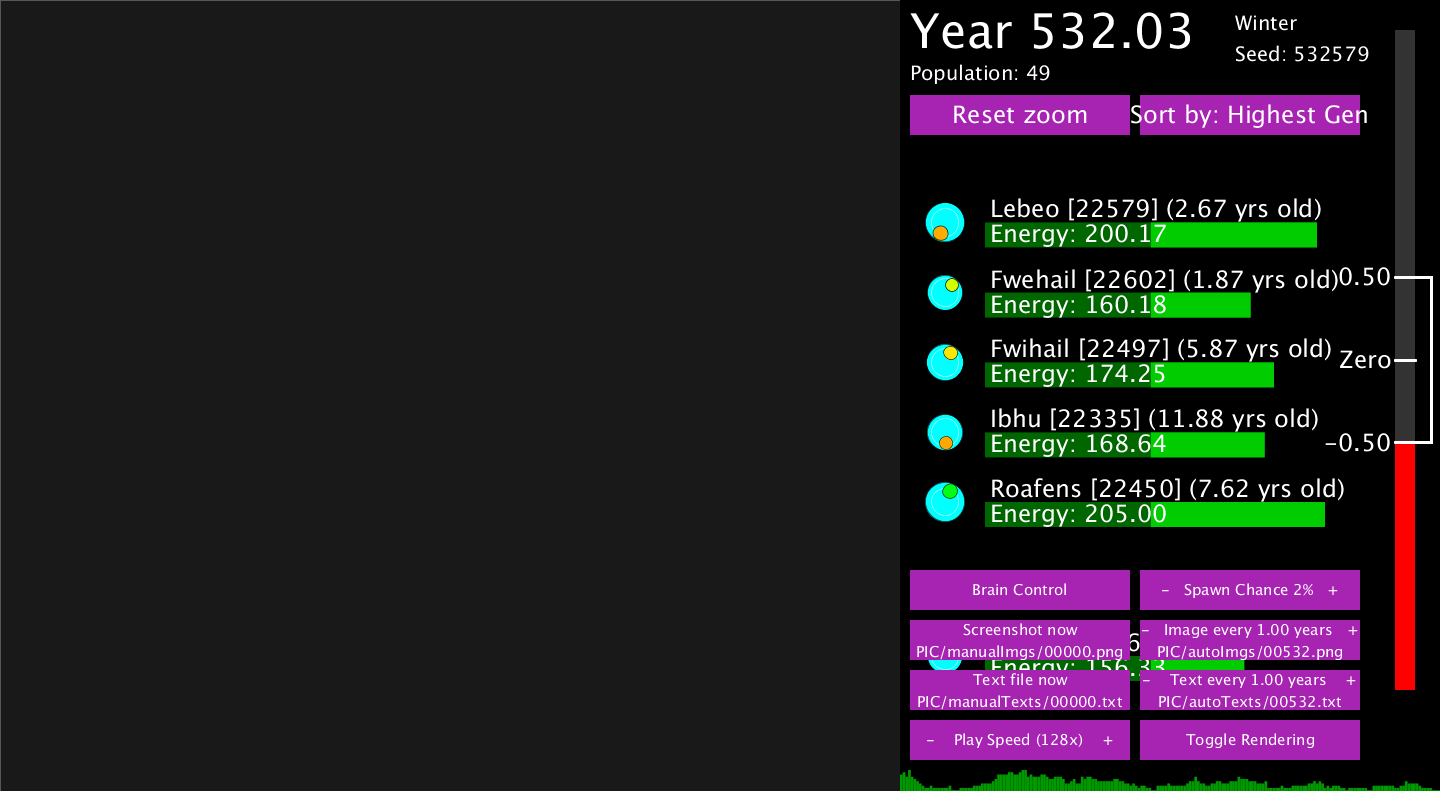 Year 532.03
Winter
Seed: 532579
Population: 49
Reset zoom
Sort by: Highest Gen
Lebeo [22579] (2.67 yrs old)
Energy: 200.17
Fwehail [22602] (1.87 yrs old)
Energy: 160.18
Fwihail [22497] (5.87 yrs old)
Energy: 174.25
Ibhu [22335] (11.88 yrs old)
Energy: 168.64
Roafens [22450] (7.62 yrs old)
Energy: 205.00
0.50
Zero
-0.50
Brain Control
- Spawn Chance 2% +
Screenshot now
PIC/manualImgs/00000.png
- Image every 1.00 years +
PIC/autoImgs/00532.png
Energy: 156.33
Text file now
PIC/manualTexts/00000.txt
- Text every 1.00 years +
PIC/autoTexts/00532.txt
- Play Speed (128x) +
Toggle Rendering